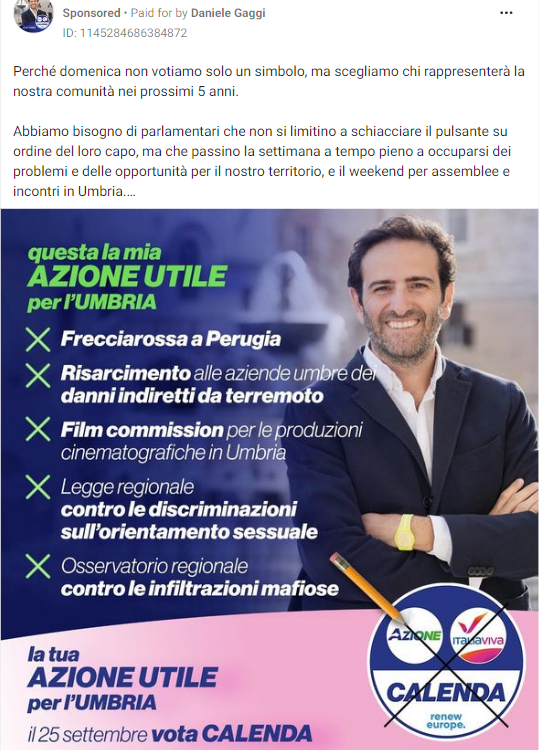 Sponsored • Paid for by Daniele Gaggi
ID: 1145284686384872
Perché domenica non votiamo solo un simbolo, ma scegliamo chi rappresenterà la
nostra comunità nei prossimi 5 anni.
Abbiamo bisogno di parlamentari che non si limitino a schiacciare il pulsante su
ordine del loro capo, ma che passino la settimana a tempo pieno a occuparsi dei
problemi e delle opportunità per il nostro territorio, e il weekend per assemblee e
incontri in Umbria....
questa la mia
AZIONE UTILE
per l'UMBRIA
Frecciarossa a Perugia
Risarcimento alle aziende umbre dei
danni indiretti da terremoto
Film commission per le produzioni
cinematografiche in Umbria
Legge regionale
contro le discriminazioni
sull'orientamento sessuale
Osservatorio regionale
contro le infiltrazioni mafiose
la tua
AZIONE UTILE
per l'UMBRIA
il 25 settembre vota CALENDA
AZIONE
ITALIAVIVA
CALENDA
renew
europe.